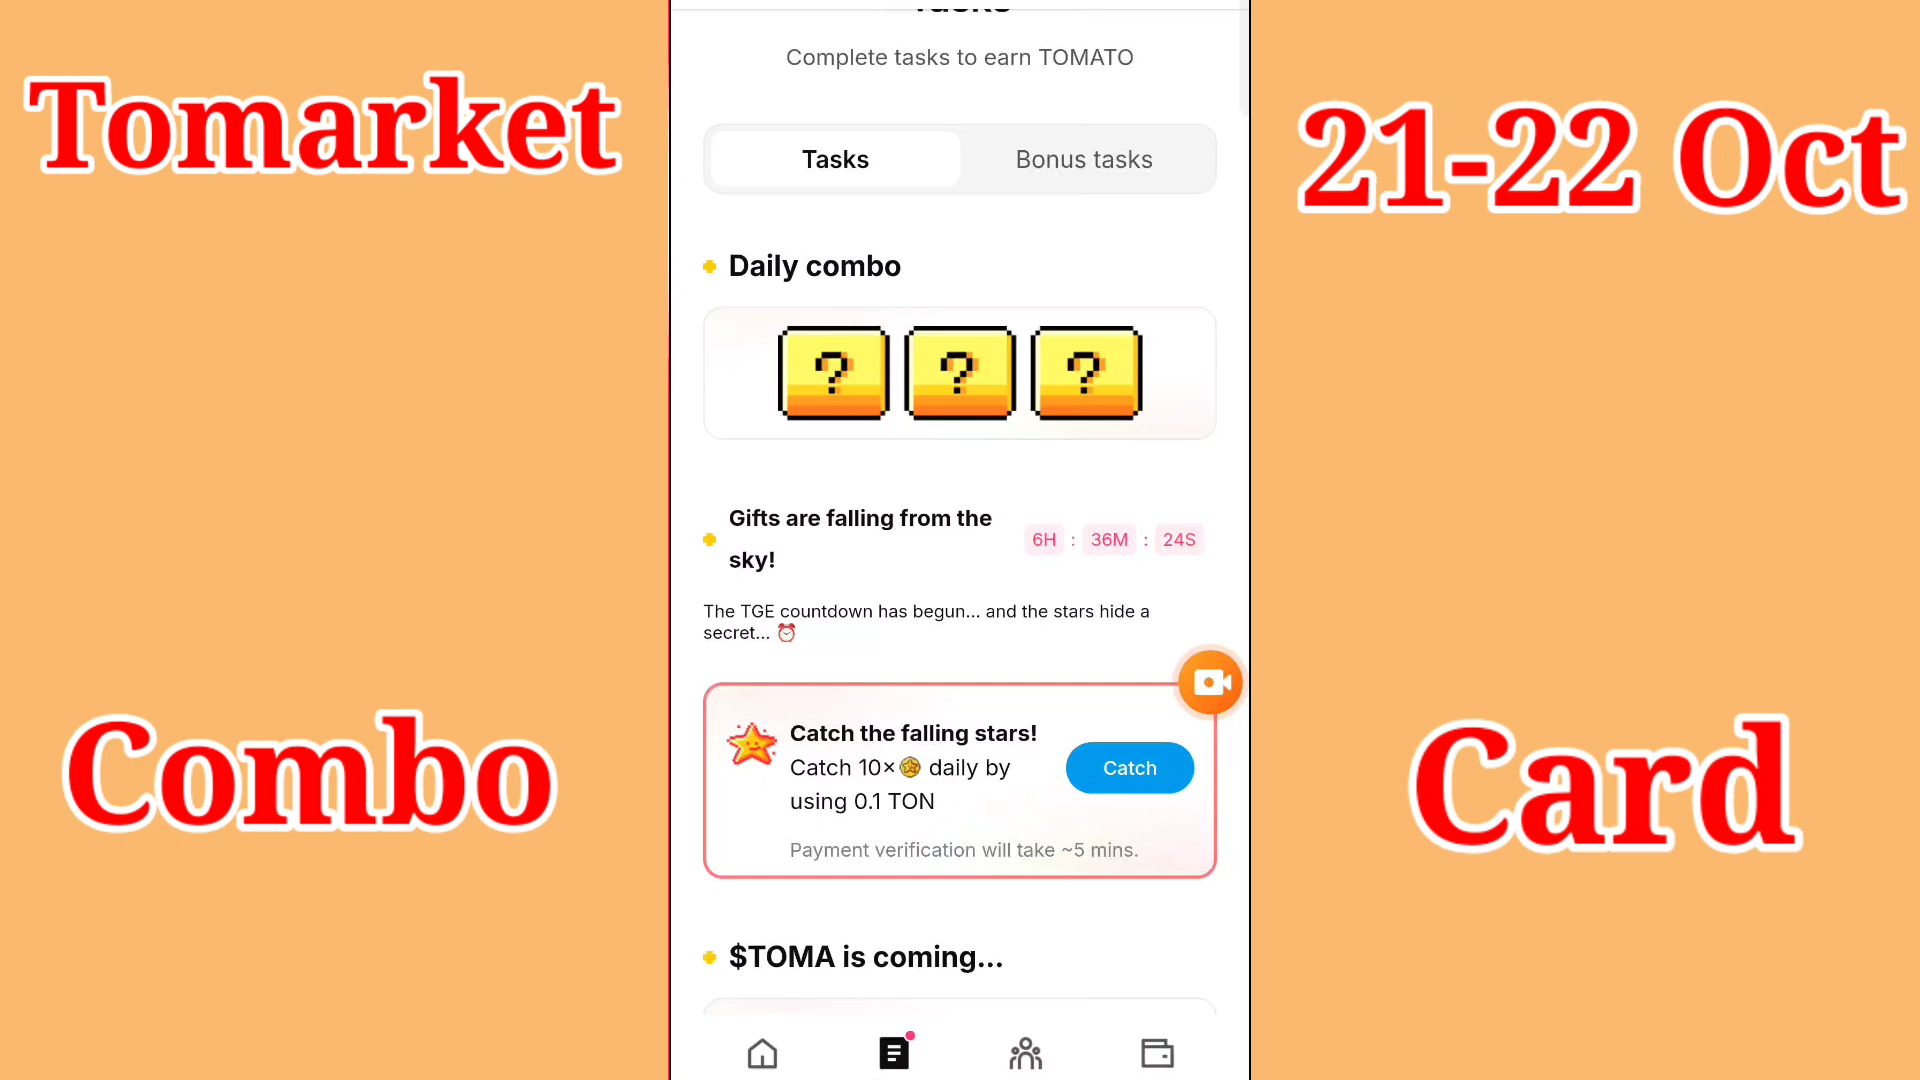 Tomarket
21-22 Oct
Combo
Card
Tasks
Complete tasks to earn TOMATO
Tasks
Bonus tasks
Daily combo
? ? ?
Gifts are falling from the
sky!
6H : 36M : 24S
The TGE countdown has begun... and the stars hide a
secret... ⏰
Catch the falling stars!
Catch 10× daily by
using 0.1 TON
Catch
Payment verification will take ~5 mins.
$TOMA is coming...